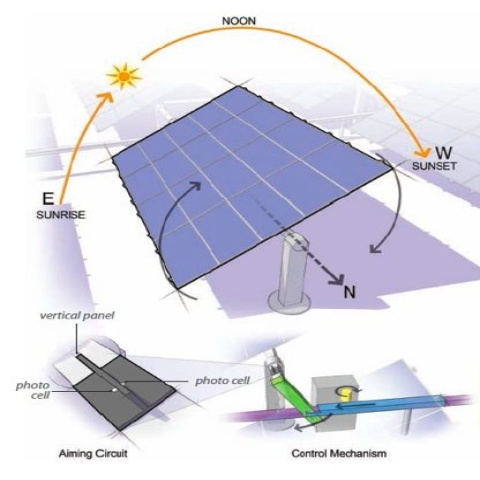 NOON
E
SUNRISE
W
SUNSET
N
vertical panel
photo cell
photo
cell
Aiming Circuit
Control Mechanism